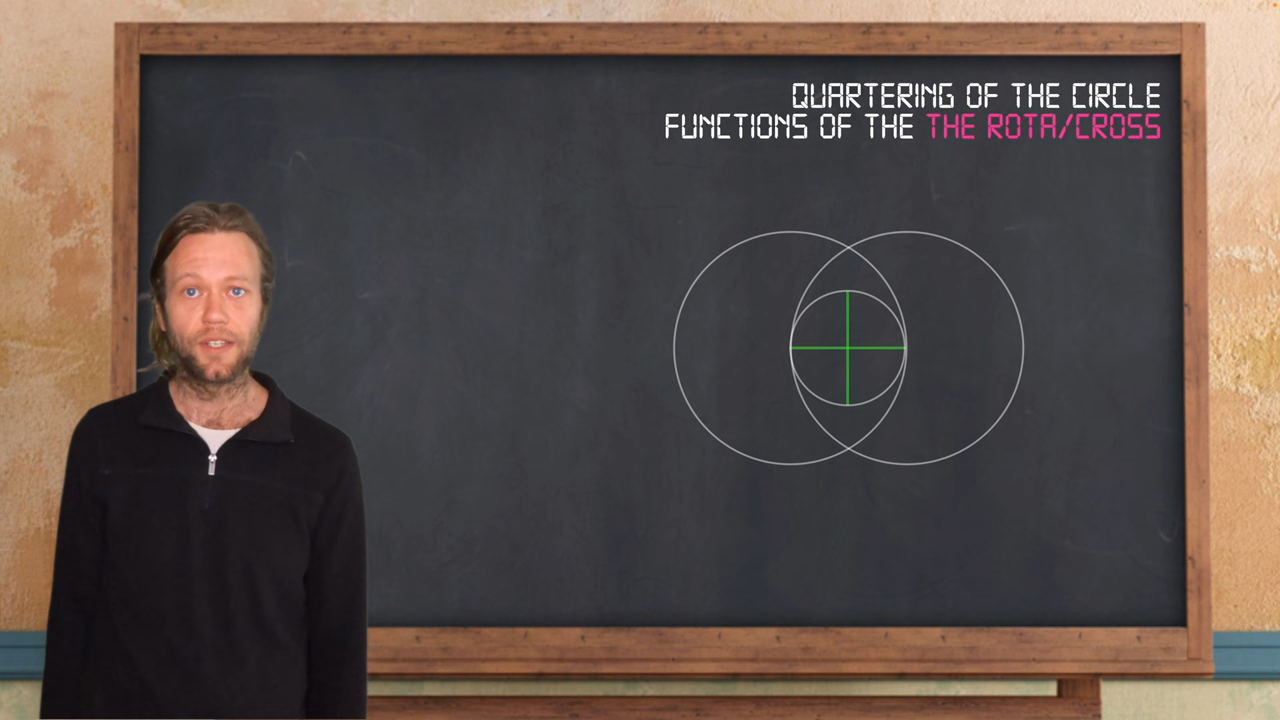 QUARTERING OF THE CIRCLE
FUNCTIONS OF THE THE ROTA/CROSS